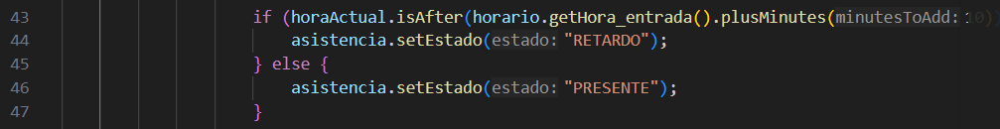 43 if (horaActual.isAfter(horario.getHora_entrada().plusMinutes(minutesToAdd: 10)
44 asistencia.setEstado(estado: "RETARDO");
45 } else {
46 asistencia.setEstado(estado: "PRESENTE");
47 }